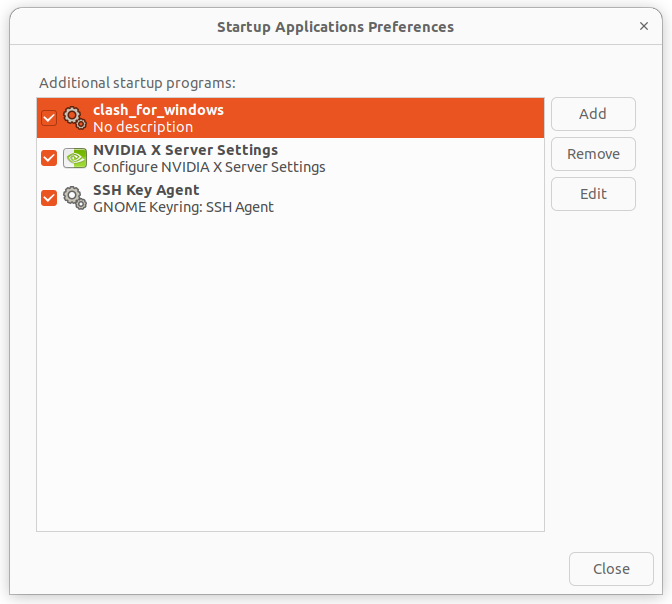 Startup Applications Preferences
Additional startup programs:
clash_for_windows
No description
NVIDIA X Server Settings
Configure NVIDIA X Server Settings
SSH Key Agent
GNOME Keyring: SSH Agent
Add
Remove
Edit
Close